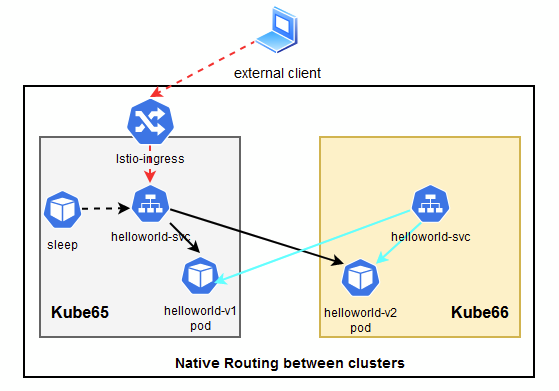 external client
Istio-ingress
sleep
helloworld-svc
helloworld-svc
helloworld-v1
pod
helloworld-v2
pod
Kube65
Kube66
Native Routing between clusters